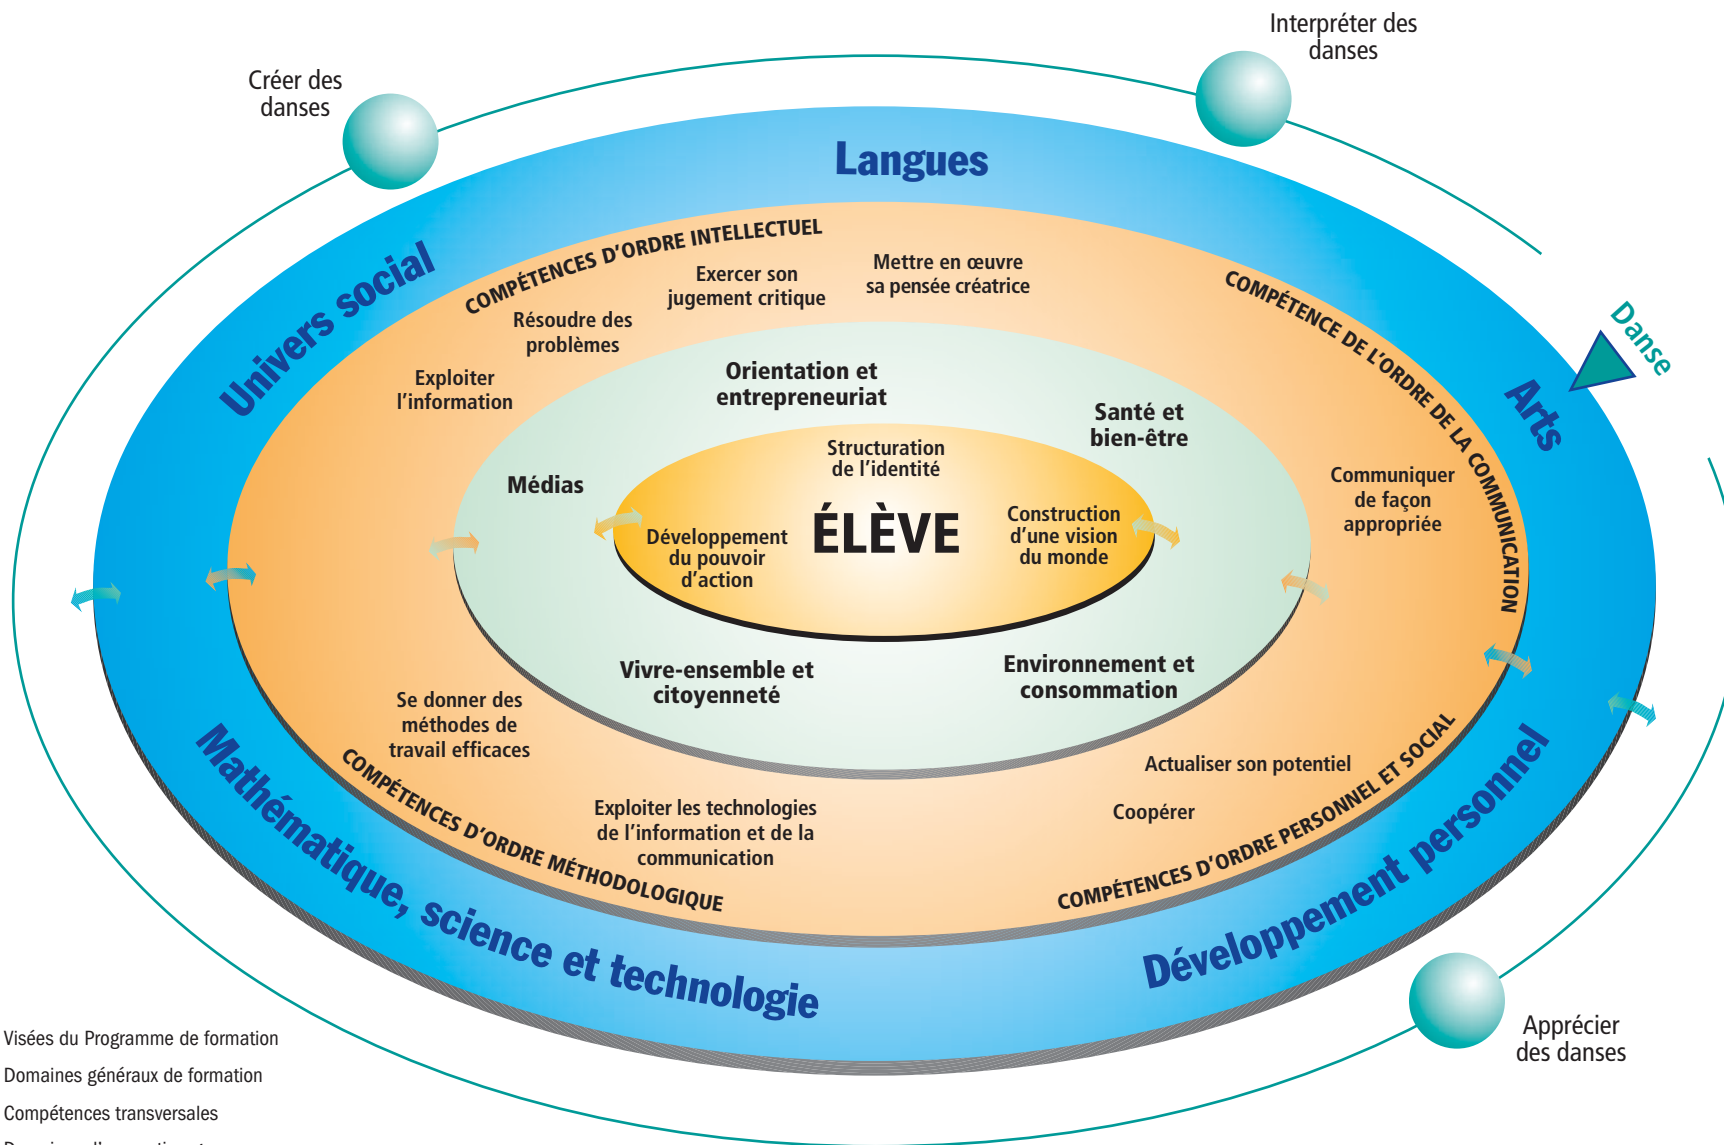 Interpréter des
danses
Créer des
danses
Langues
Univers social
Arts
Danse
COMPÉTENCES D'ORDRE INTELLECTUEL
Exploiter
l'information
Résoudre des
problèmes
Exercer son
jugement critique
Mettre en œuvre
sa pensée créatrice
COMPÉTENCE DE L'ORDRE DE LA COMMUNICATION
Communiquer
de façon
appropriée
Orientation et
entrepreneuriat
Santé et
bien-être
Médias
Structuration
de l'identité
ÉLÈVE
Développement
du pouvoir
d'action
Construction
d'une vision
du monde
Vivre-ensemble et
citoyenneté
Environnement et
consommation
Se donner des
méthodes de
travail efficaces
Exploiter les technologies
de l'information et de la
communication
COMPÉTENCES D'ORDRE MÉTHODOLOGIQUE
Actualiser son potentiel
Coopérer
COMPÉTENCES D'ORDRE PERSONNEL ET SOCIAL
Mathématique, science et technologie
Développement personnel
Apprécier
des danses
Visées du Programme de formation
Domaines généraux de formation
Compétences transversales